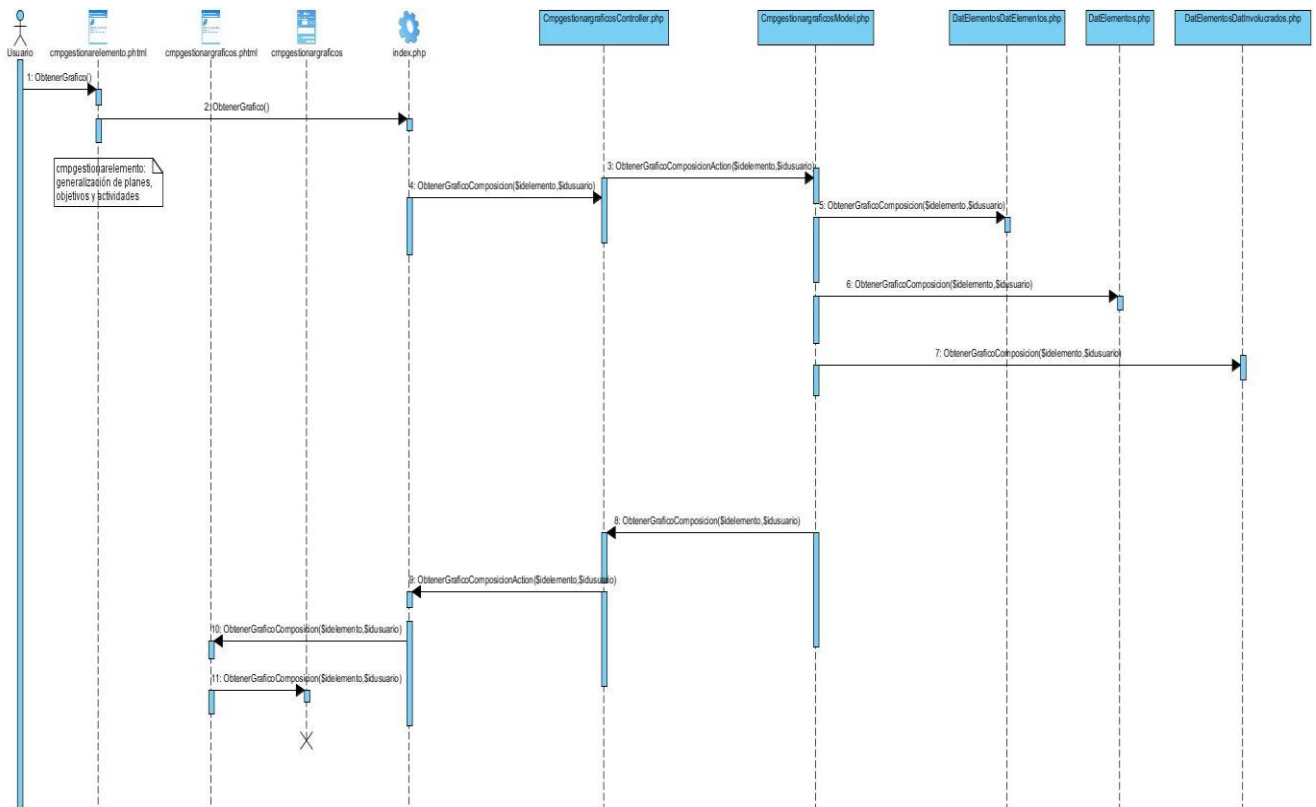 Usuario
cmpgestionarelemento.phtml
cmpgestionargraficos.phtml
cmpgestionargraficos
index.php
CmpgestionargraficosController.php
CmpgestionargraficosModel.php
DatElementosDatElementos.php
DatElementos.php
DatElementosDatInvolucrados.php
1: ObtenerGrafico()
2: ObtenerGrafico()
cmpgestionarelemento:
generalización de planes,
objetivos y actividades
3: ObtenerGraficoComposicionAction($idelemento,$idusuario)
4: ObtenerGraficoComposicion($idelemento,$idusuario)
5: ObtenerGraficoComposicion($idelemento,$idusuario)
6: ObtenerGraficoComposicion($idelemento,$idusuario)
7: ObtenerGraficoComposicion($idelemento,$idusuario)
8: ObtenerGraficoComposicion($idelemento,$idusuario)
9: ObtenerGraficoComposicionAction($idelemento,$idusuario)
10: ObtenerGraficoComposicion($idelemento,$idusuario)
11: ObtenerGraficoComposicion($idelemento,$idusuario)